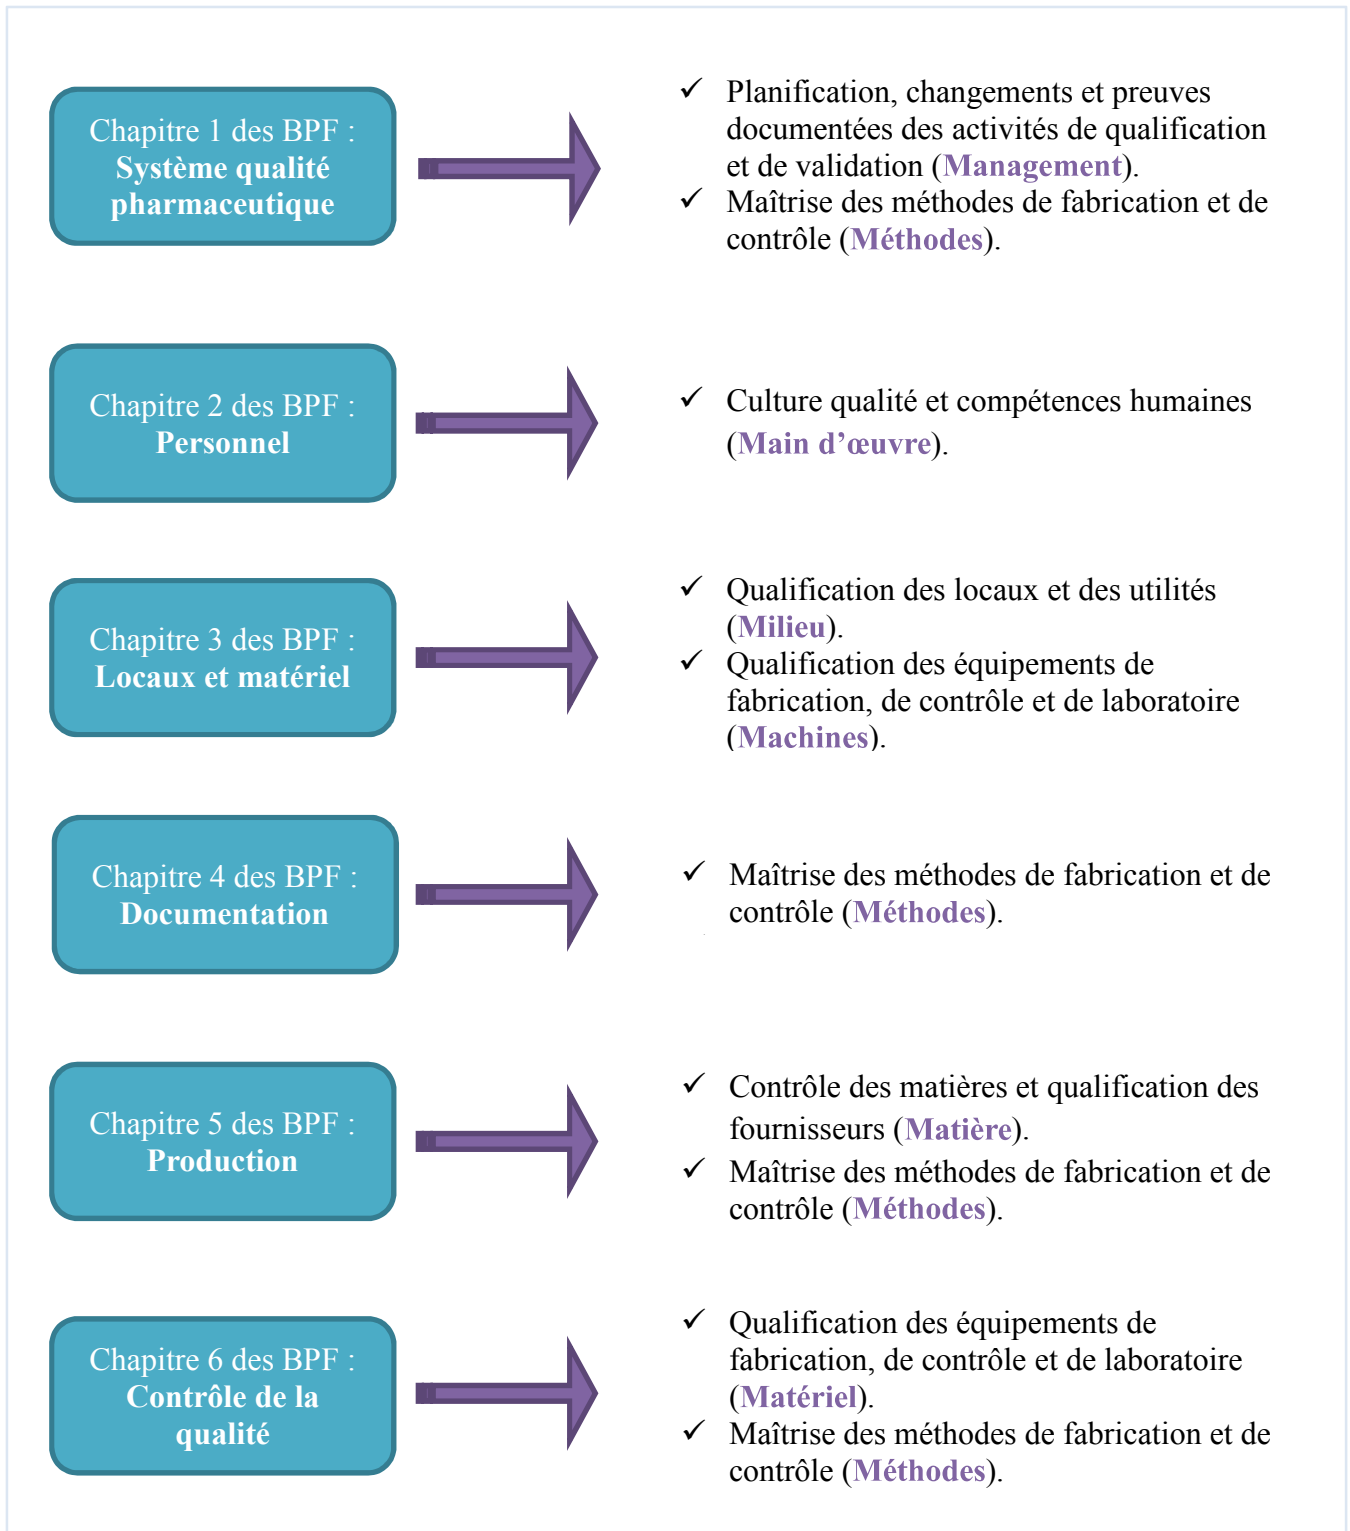 Chapitre 1 des BPF :
Système qualité
pharmaceutique
✓ Planification, changements et preuves
documentées des activités de qualification
et de validation (Management).
✓ Maîtrise des méthodes de fabrication et de
contrôle (Méthodes).
Chapitre 2 des BPF :
Personnel
✓ Culture qualité et compétences humaines
(Main d’œuvre).
Chapitre 3 des BPF :
Locaux et matériel
✓ Qualification des locaux et des utilités
(Milieu).
✓ Qualification des équipements de
fabrication, de contrôle et de laboratoire
(Machines).
Chapitre 4 des BPF :
Documentation
✓ Maîtrise des méthodes de fabrication et de
contrôle (Méthodes).
Chapitre 5 des BPF :
Production
✓ Contrôle des matières et qualification des
fournisseurs (Matière).
✓ Maîtrise des méthodes de fabrication et de
contrôle (Méthodes).
Chapitre 6 des BPF :
Contrôle de la
qualité
✓ Qualification des équipements de
fabrication, de contrôle et de laboratoire
(Matériel).
✓ Maîtrise des méthodes de fabrication et de
contrôle (Méthodes).